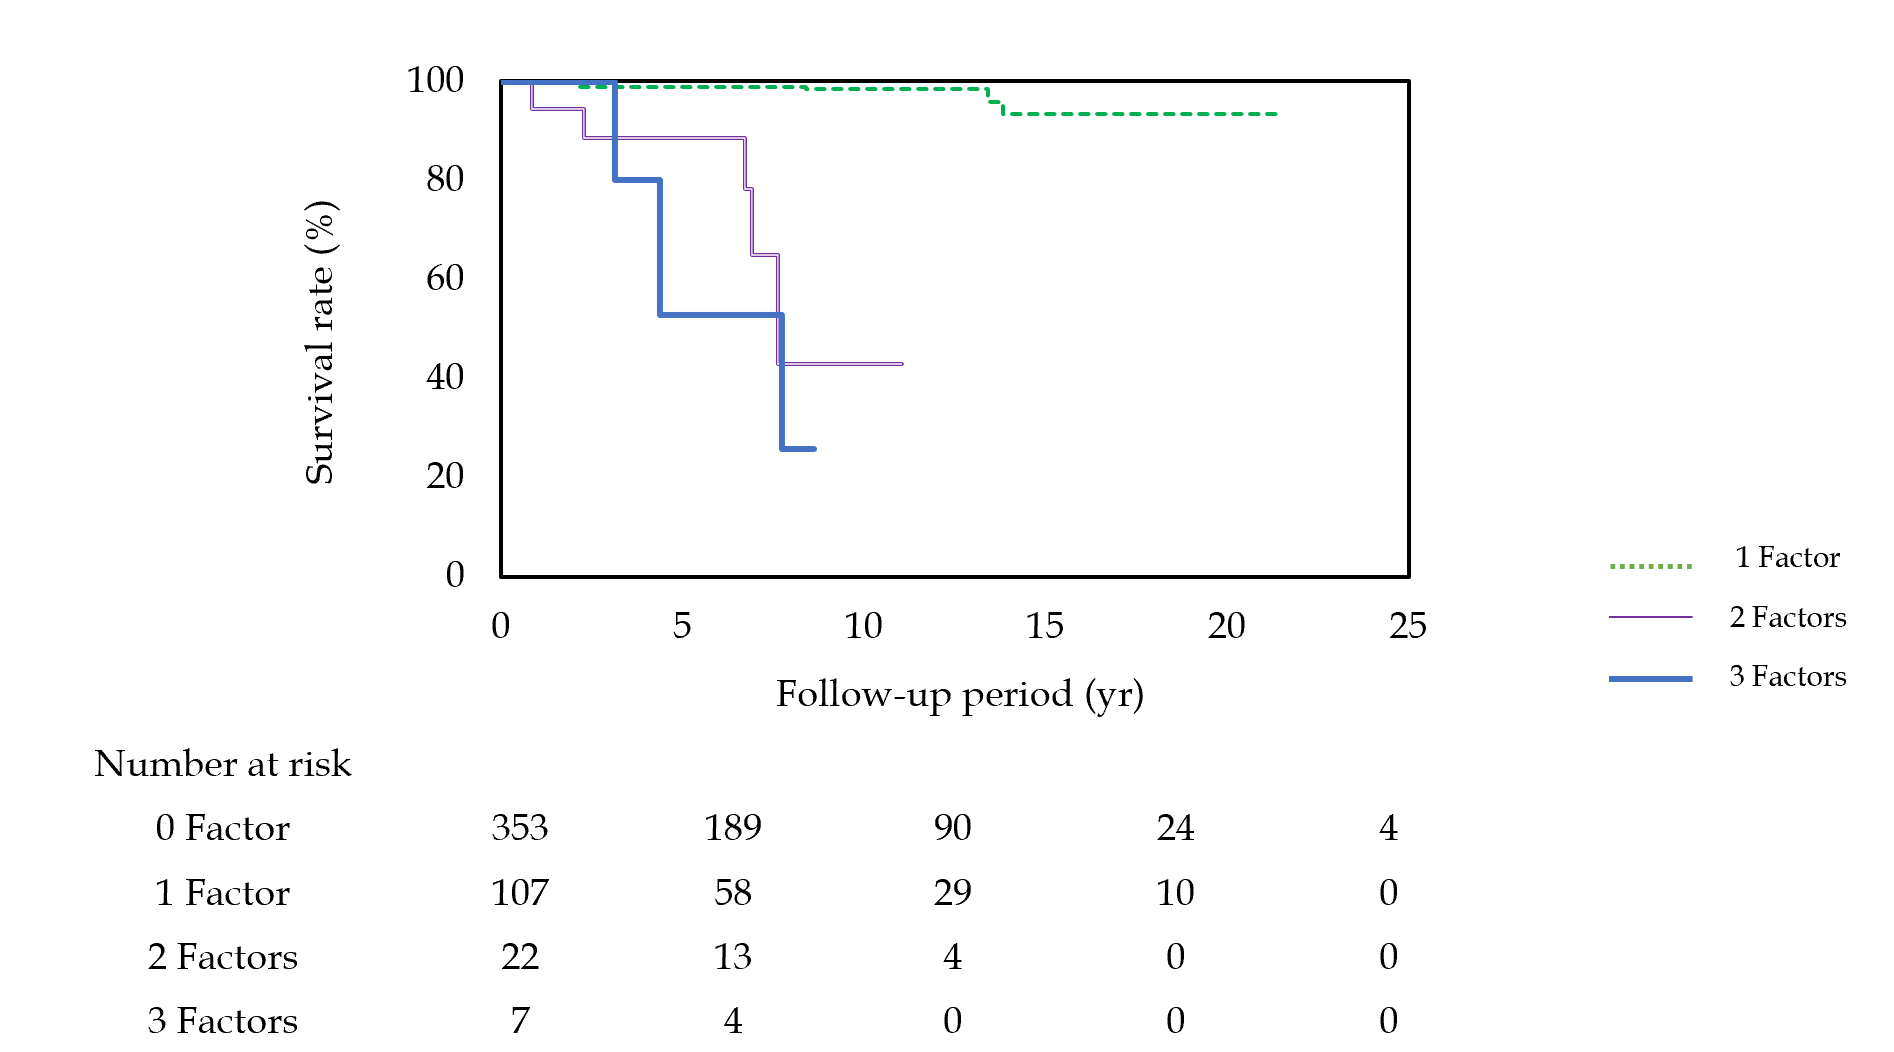 100
80
60
40
20
0
Survival rate (%)
0 5 10 15 20 25
Follow-up period (yr)
1 Factor
2 Factors
3 Factors
Number at risk
0 Factor 353 189 90 24 4
1 Factor 107 58 29 10 0
2 Factors 22 13 4 0 0
3 Factors 7 4 0 0 0